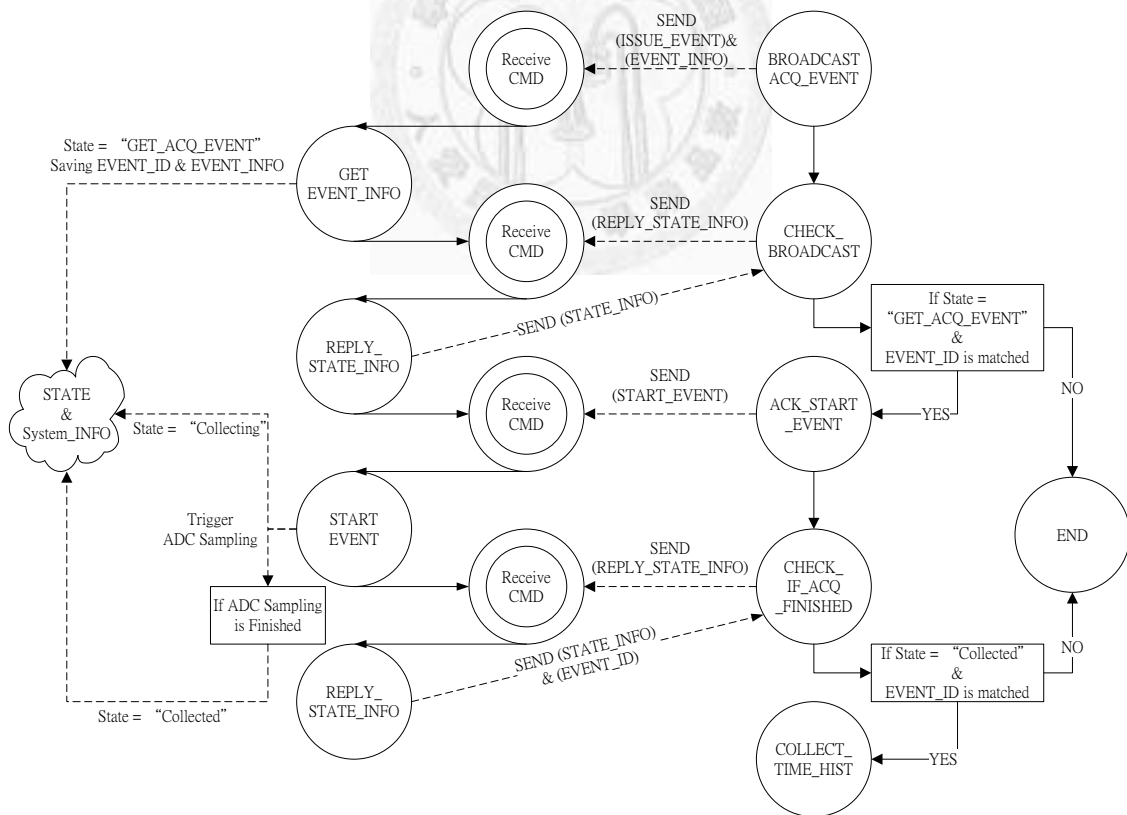 SEND
(ISSUE_EVENT)&
(EVENT_INFO)
Receive
CMD
BROADCAST
ACQ_EVENT
State = “GET_ACQ_EVENT”
Saving EVENT_ID & EVENT_INFO
GET
EVENT_INFO
SEND
(REPLY_STATE_INFO)
Receive
CMD
CHECK_
BROADCAST
SEND (STATE_INFO)
If State =
“GET_ACQ_EVENT”
&
EVENT_ID is matched
REPLY_
STATE_INFO
SEND
(START_EVENT)
NO
STATE
&
System_INFO
State = “Collecting”
Receive
CMD
ACK_START
_EVENT
YES
Trigger
ADC Sampling
START
EVENT
END
SEND
(REPLY_STATE_INFO)
Receive
CMD
CHECK_
IF_ACQ
_FINISHED
If ADC Sampling
is Finished
SEND (STATE_INFO)
& (EVENT_ID)
NO
If State = “Collected”
&
EVENT_ID is matched
REPLY_
STATE_INFO
State = “Collected”
COLLECT_
TIME_HIST
YES